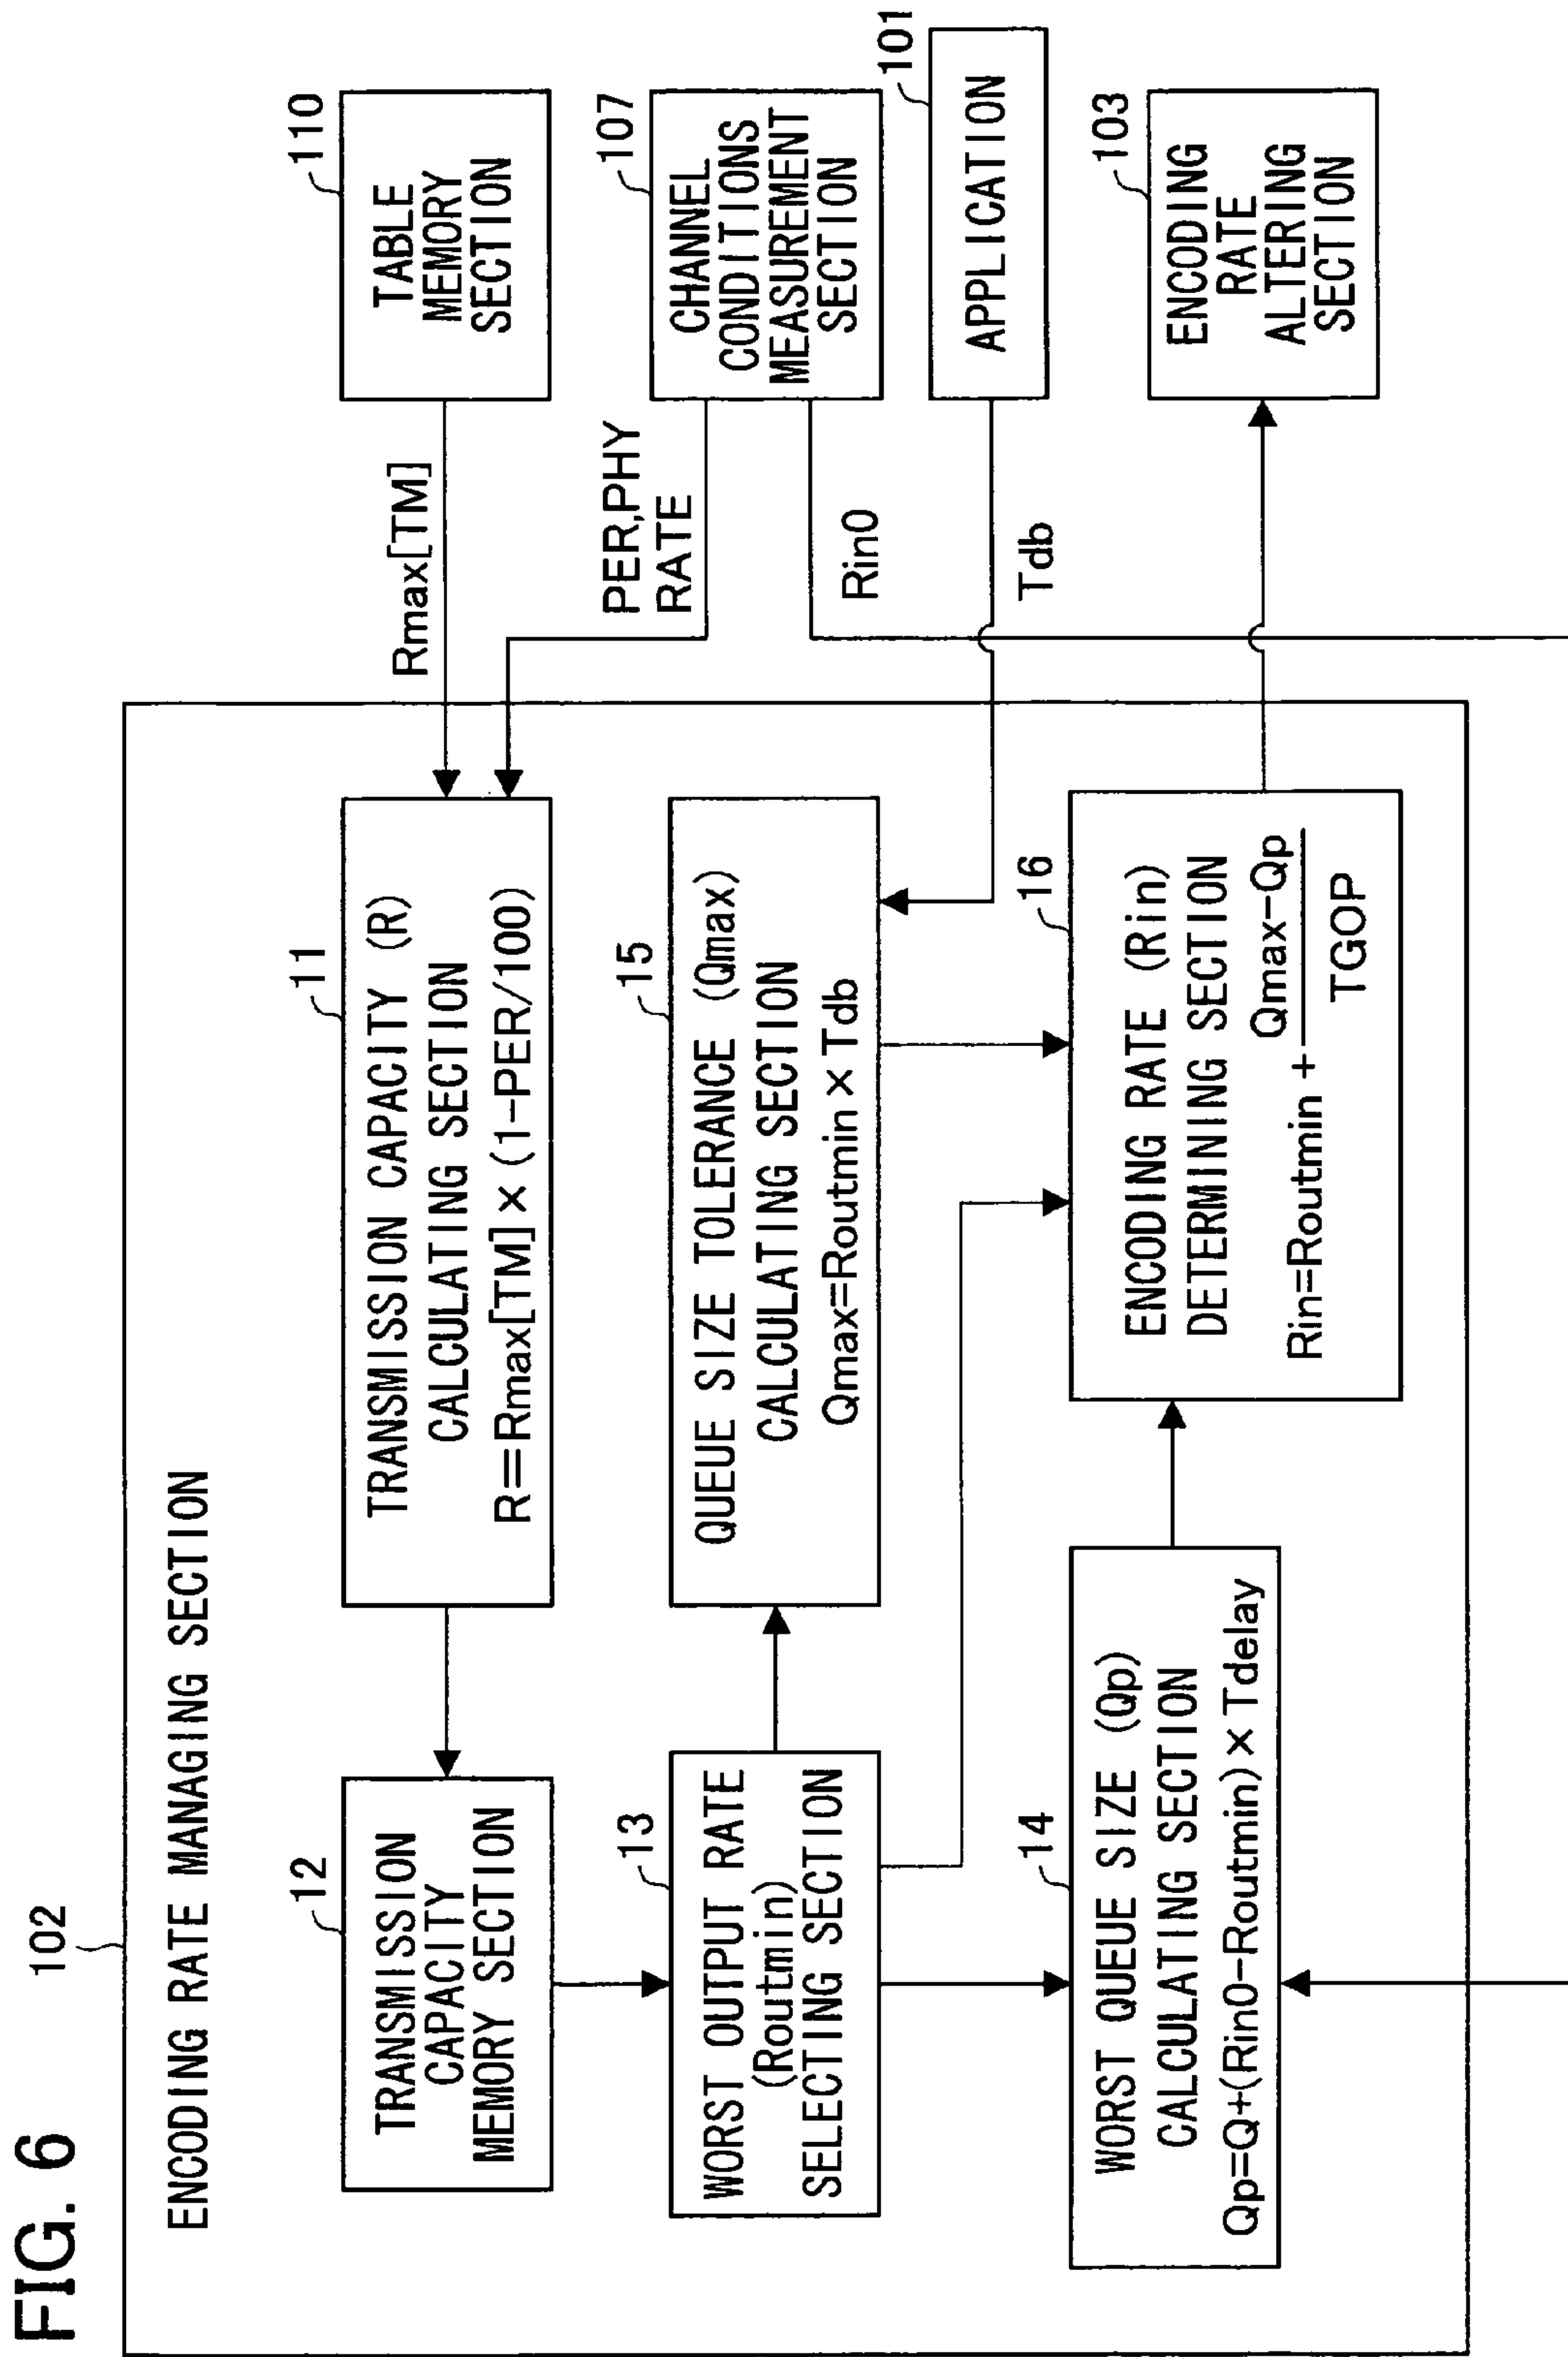 FIG. 6
102
ENCODING RATE MANAGING SECTION
12
TRANSMISSION
CAPACITY
MEMORY SECTION
11
TRANSMISSION CAPACITY (R)
CALCULATING SECTION
R=Rmax[TM]×(1-PER/100)
Rmax[TM]
110
TABLE
MEMORY
SECTION
PER,PHY
RATE
107
CHANNEL
CONDITIONS
MEASUREMENT
SECTION
Rin0
13
WORST OUTPUT RATE
(Routmin)
SELECTING SECTION
15
QUEUE SIZE TOLERANCE (Qmax)
CALCULATING SECTION
Qmax=Routmin×Tdb
Tdb
101
APPLICATION
14
WORST QUEUE SIZE (Qp)
CALCULATING SECTION
Qp=Q+(Rin0-Routmin)×Tdelay
16
ENCODING RATE (Rin)
DETERMINING SECTION
Qmax-Qp
Rin=Routmin +
TGOP
103
ENCODING
RATE
ALTERING
SECTION